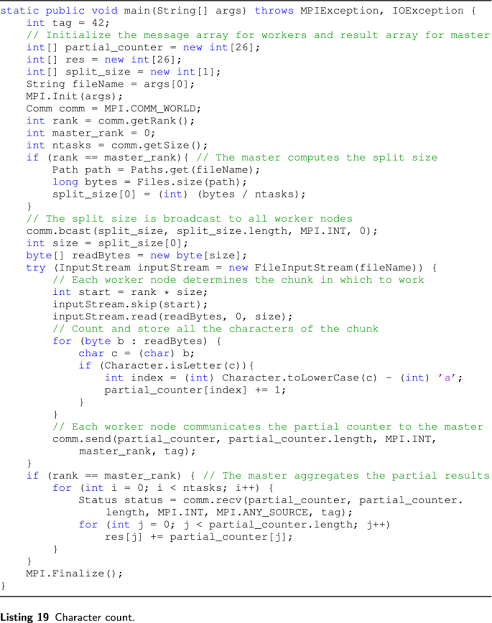 static public void main(String[] args) throws MPIException, IOException {
    int tag = 42;
    // Initialize the message array for workers and result array for master
    int[] partial_counter = new int[26];
    int[] res = new int[26];
    int[] split_size = new int[1];
    String fileName = args[0];
    MPI.Init(args);
    Comm comm = MPI.COMM_WORLD;
    int rank = comm.getRank();
    int master_rank = 0;
    int ntasks = comm.getSize();
    if (rank == master_rank){ // The master computes the split size
        Path path = Paths.get(fileName);
        long bytes = Files.size(path);
        split_size[0] = (int) (bytes / ntasks);
    }
    // The split size is broadcast to all worker nodes
    comm.bcast(split_size, split_size.length, MPI.INT, 0);
    int size = split_size[0];
    byte[] readBytes = new byte[size];
    try (InputStream inputStream = new FileInputStream(fileName)) {
        // Each worker node determines the chunk in which to work
        int start = rank * size;
        inputStream.skip(start);
        inputStream.read(readBytes, 0, size);
        // Count and store all the characters of the chunk
        for (byte b : readBytes) {
            char c = (char) b;
            if (Character.isLetter(c)){
                int index = (int) Character.toLowerCase(c) - (int) 'a';
                partial_counter[index] += 1;
            }
        }
        // Each worker node communicates the partial counter to the master
        comm.send(partial_counter, partial_counter.length, MPI.INT,
            master_rank, tag);
    }
    if (rank == master_rank) { // The master aggregates the partial results
        for (int i = 0; i < ntasks; i++) {
            Status status = comm.recv(partial_counter, partial_counter.
                length, MPI.INT, MPI.ANY_SOURCE, tag);
            for (int j = 0; j < partial_counter.length; j++)
                res[j] += partial_counter[j];
        }
    }
    MPI.Finalize();
}
Listing 19 Character count.